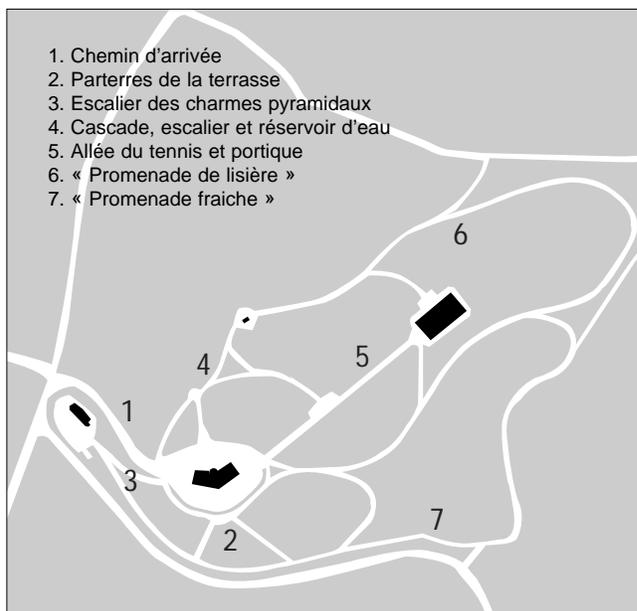 1. Chemin d'arrivée
2. Parterres de la terrasse
3. Escalier des charmes pyramidaux
4. Cascade, escalier et réservoir d'eau
5. Allée du tennis et portique
6. « Promenade de lisière »
7. « Promenade fraiche »
6
5
4
1
3
2
7